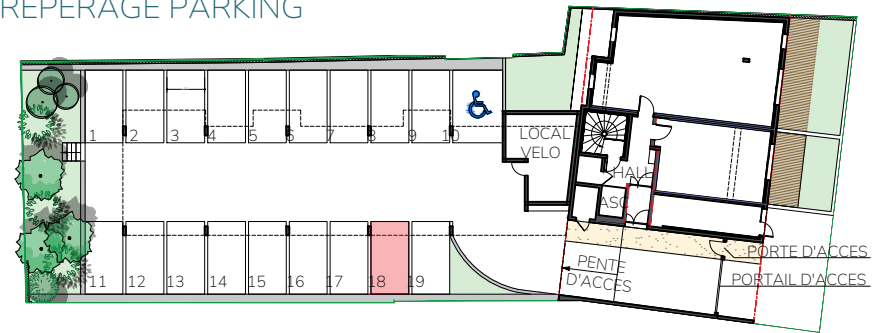 REPERAGE PARKING
1 2 3 4 5 6 7 8 9 10
LOCAL
VELO
HALL
ASC
11 12 13 14 15 16 17 18 19
PENTE
D'ACCES
PORTE D'ACCES
PORTAIL D'ACCES